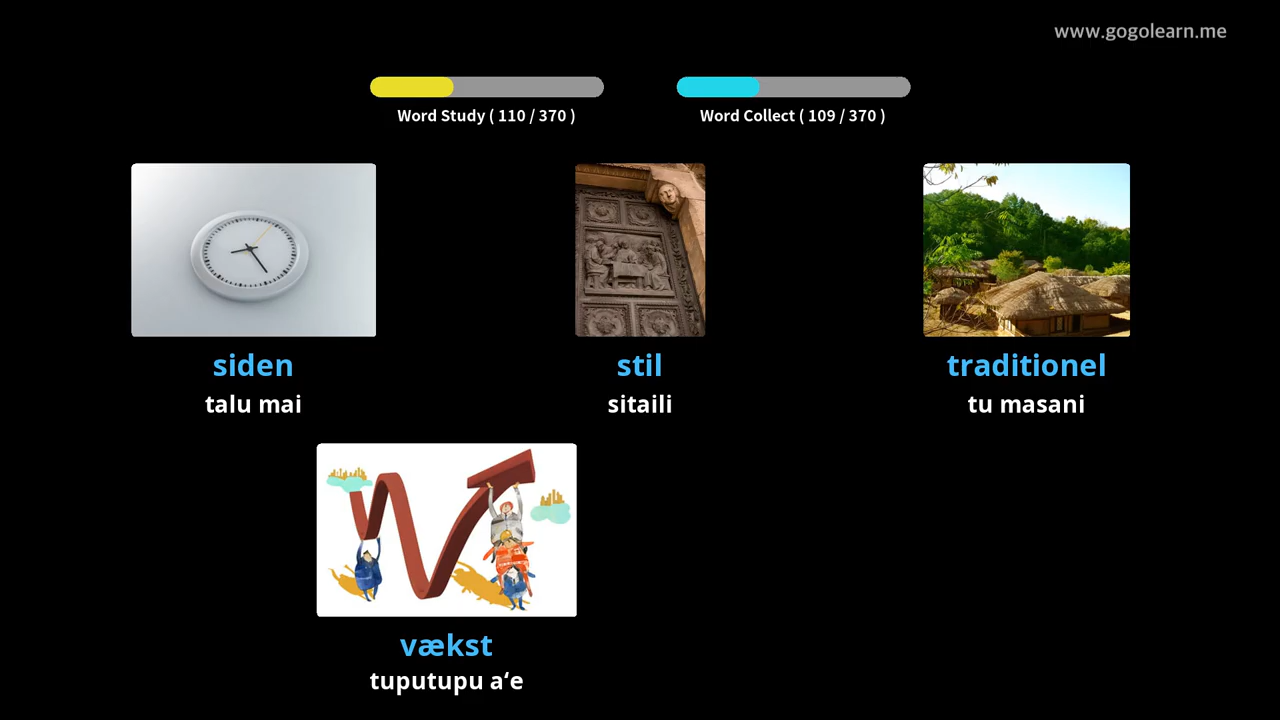 www.gogolearn.me
Word Study ( 110 / 370 )
Word Collect ( 109 / 370 )
siden
talu mai
stil
sitaili
traditionel
tu masani
vækst
tuputupu a‘e